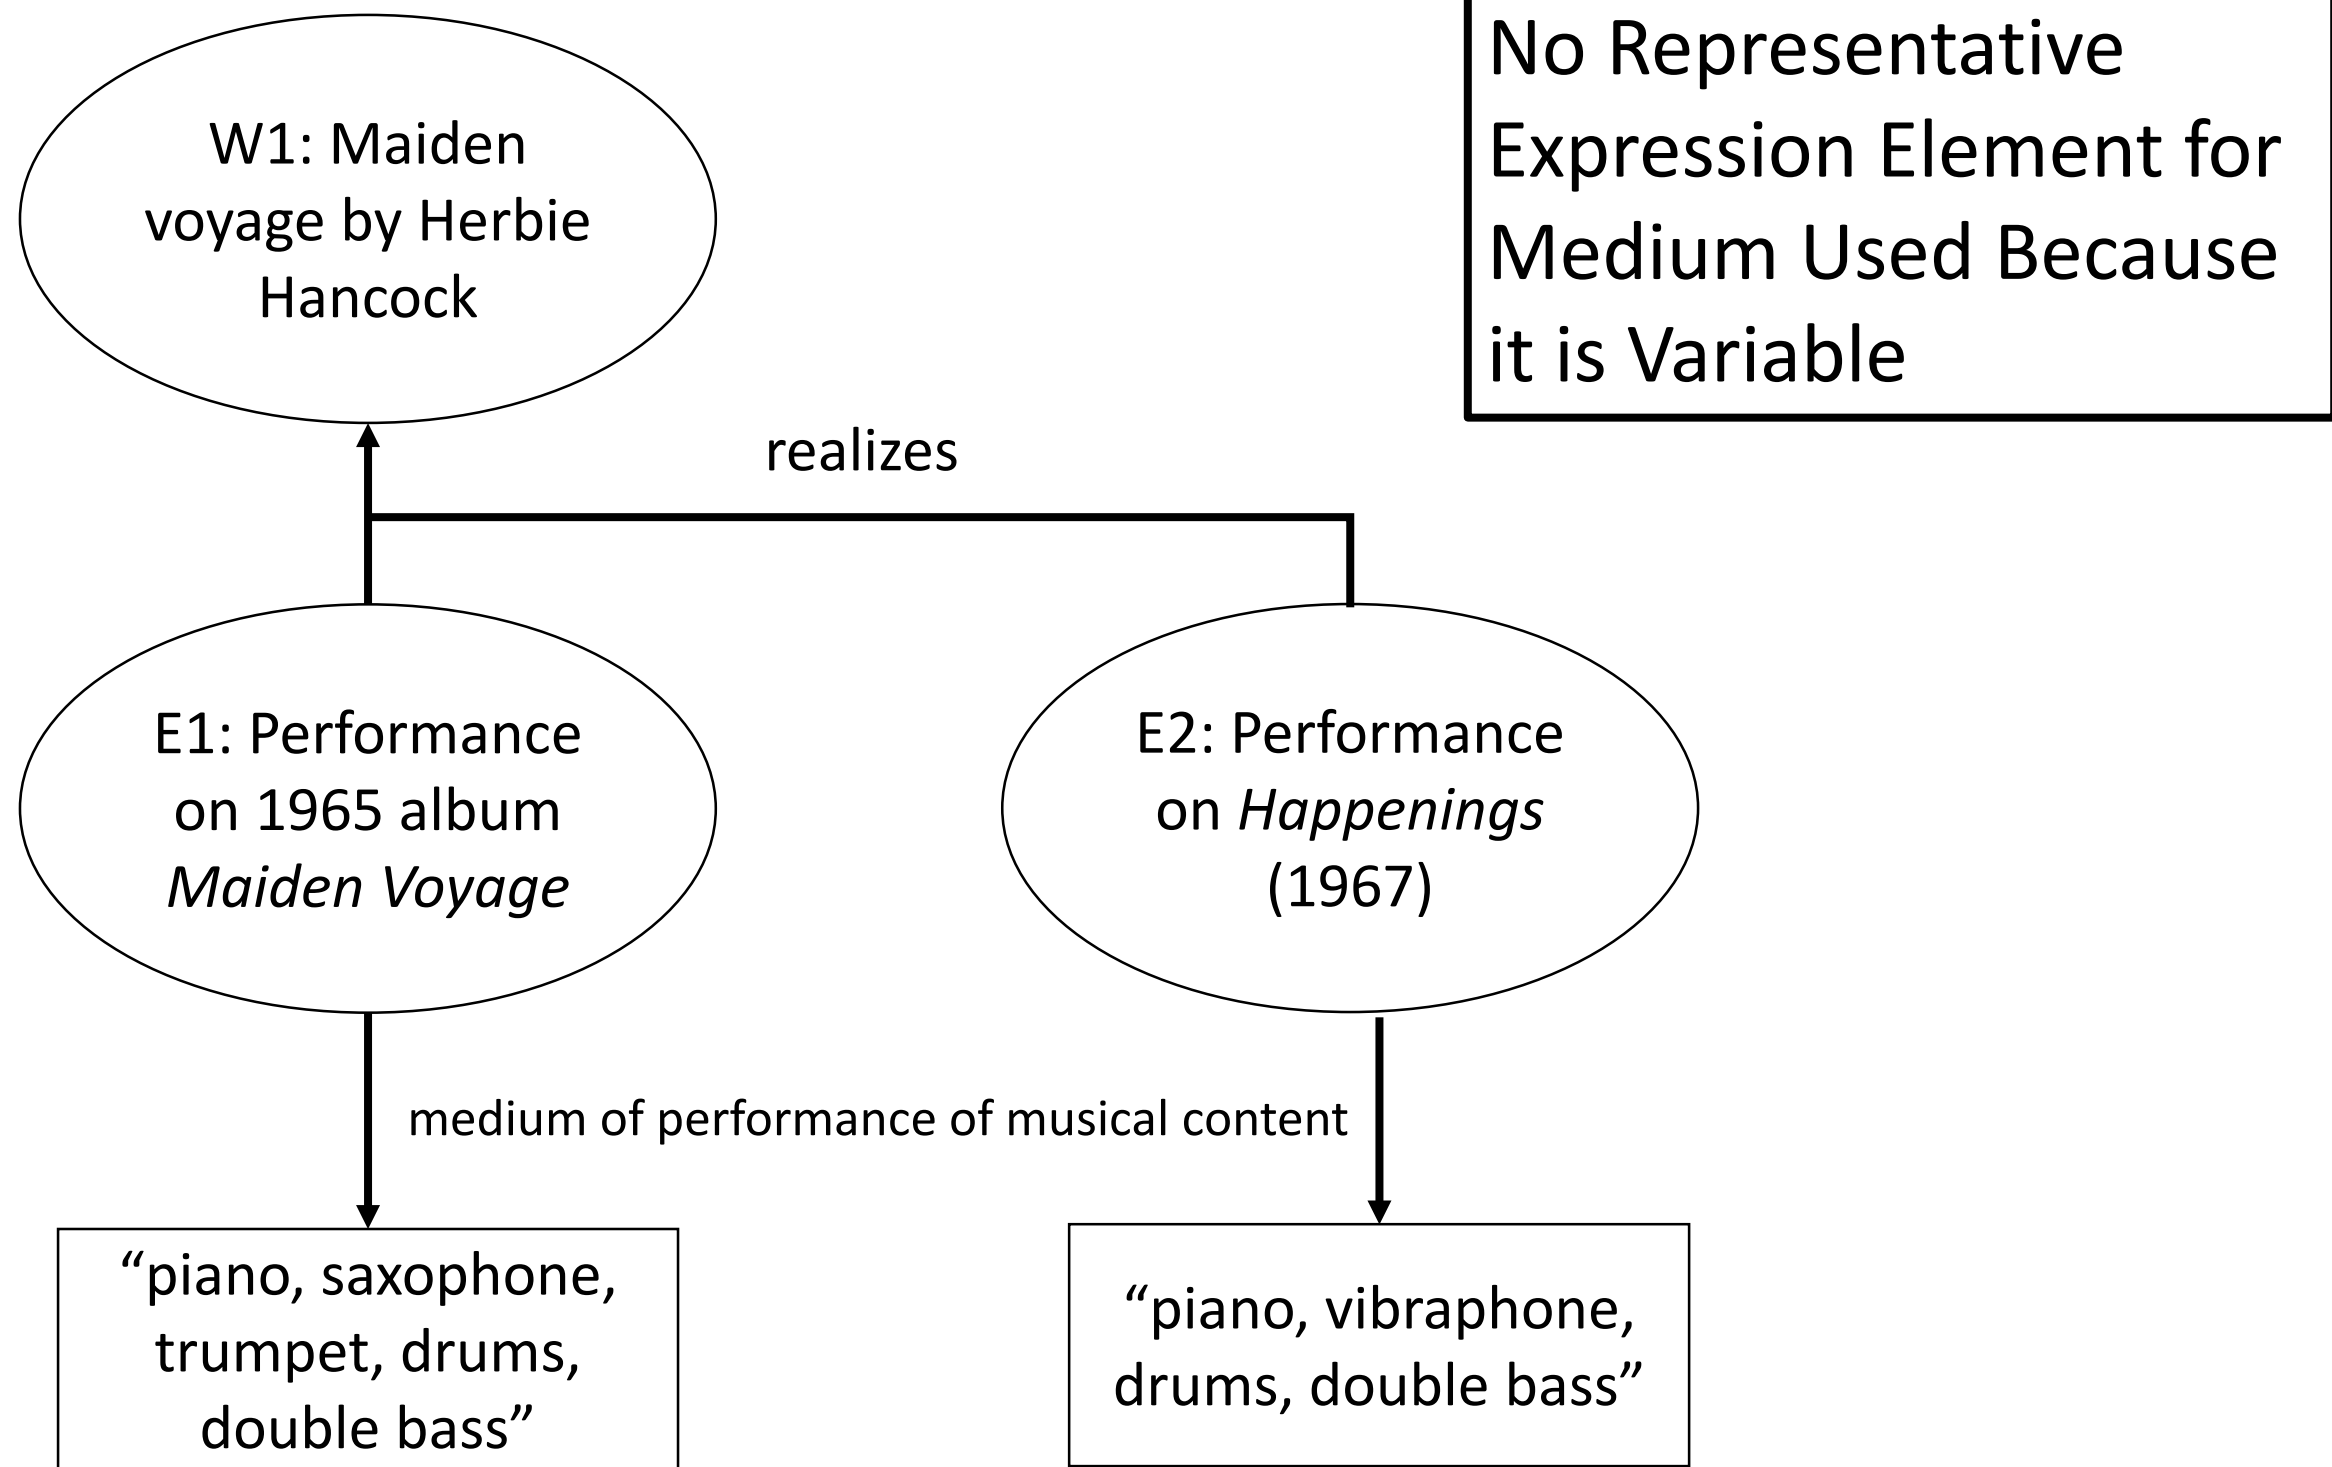 W1: Maiden
voyage by Herbie
Hancock
No Representative
Expression Element for
Medium Used Because
it is Variable
realizes
E1: Performance
on 1965 album
Maiden Voyage
E2: Performance
on Happenings
(1967)
medium of performance of musical content
“piano, saxophone,
trumpet, drums,
double bass”
“piano, vibraphone,
drums, double bass”